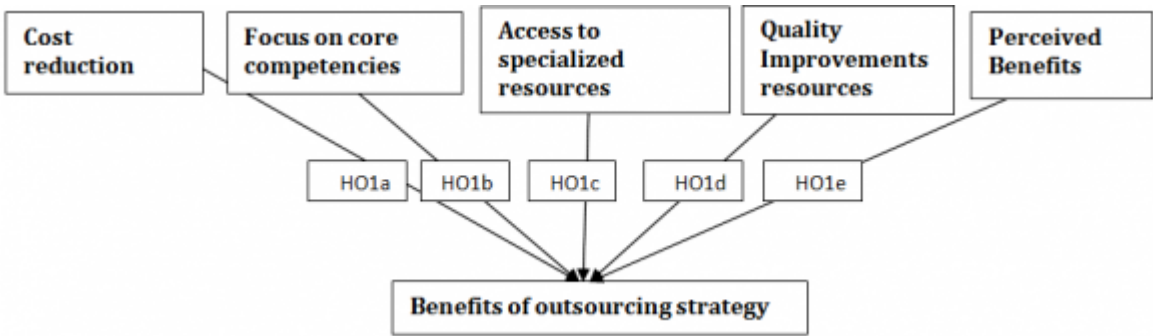 Cost
reduction
Focus on core
competencies
Access to
specialized
resources
Quality
Improvements
resources
Perceived
Benefits
HO1a
HO1b
HO1c
HO1d
HO1e
Benefits of outsourcing strategy